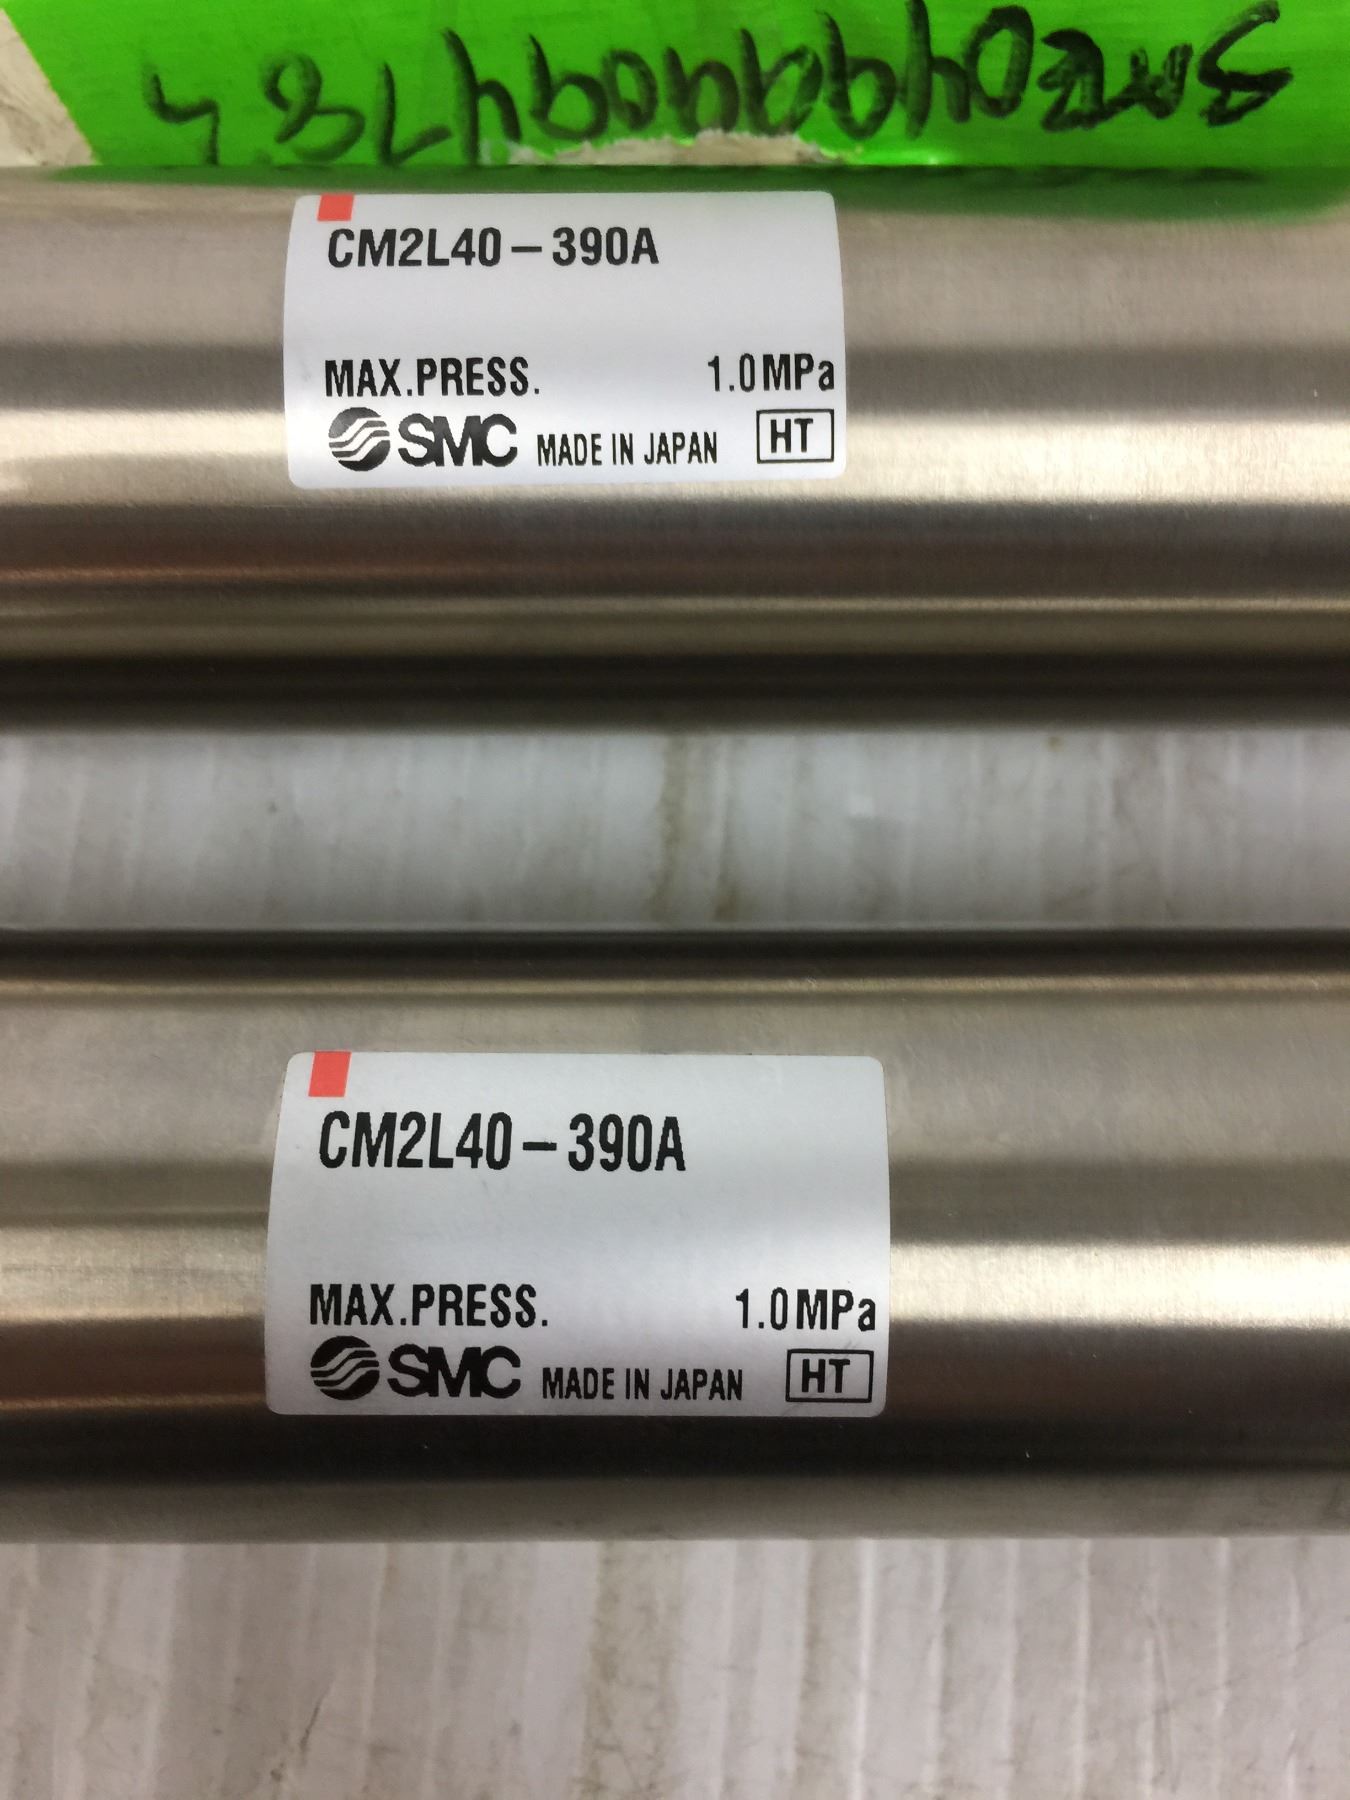 CM2L40-390A
MAX.PRESS. 1.0MPa
SMC MADE IN JAPAN HT
CM2L40-390A
MAX.PRESS. 1.0MPa
SMC MADE IN JAPAN HT